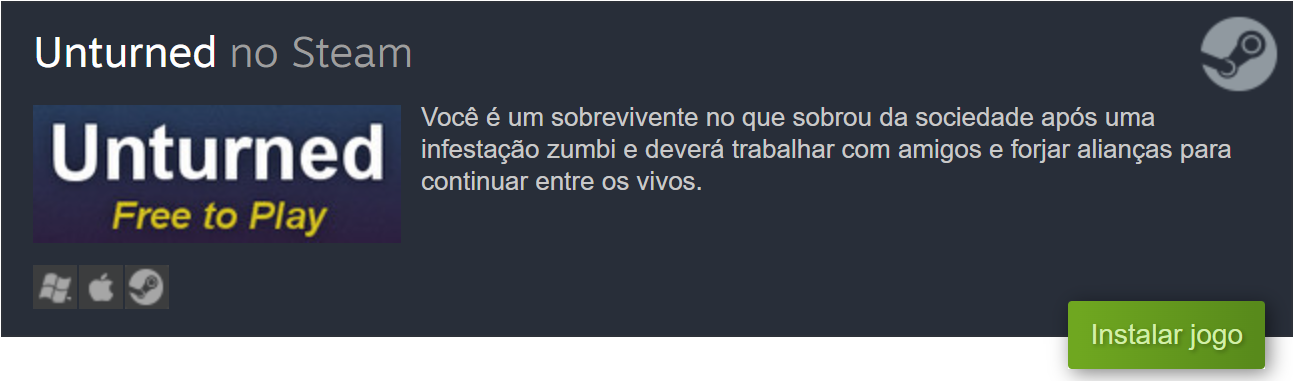 Unturned no Steam
Unturned
Free to Play
Você é um sobrevivente no que sobrou da sociedade após uma
infestação zumbi e deverá trabalhar com amigos e forjar alianças para
continuar entre os vivos.
Instalar jogo